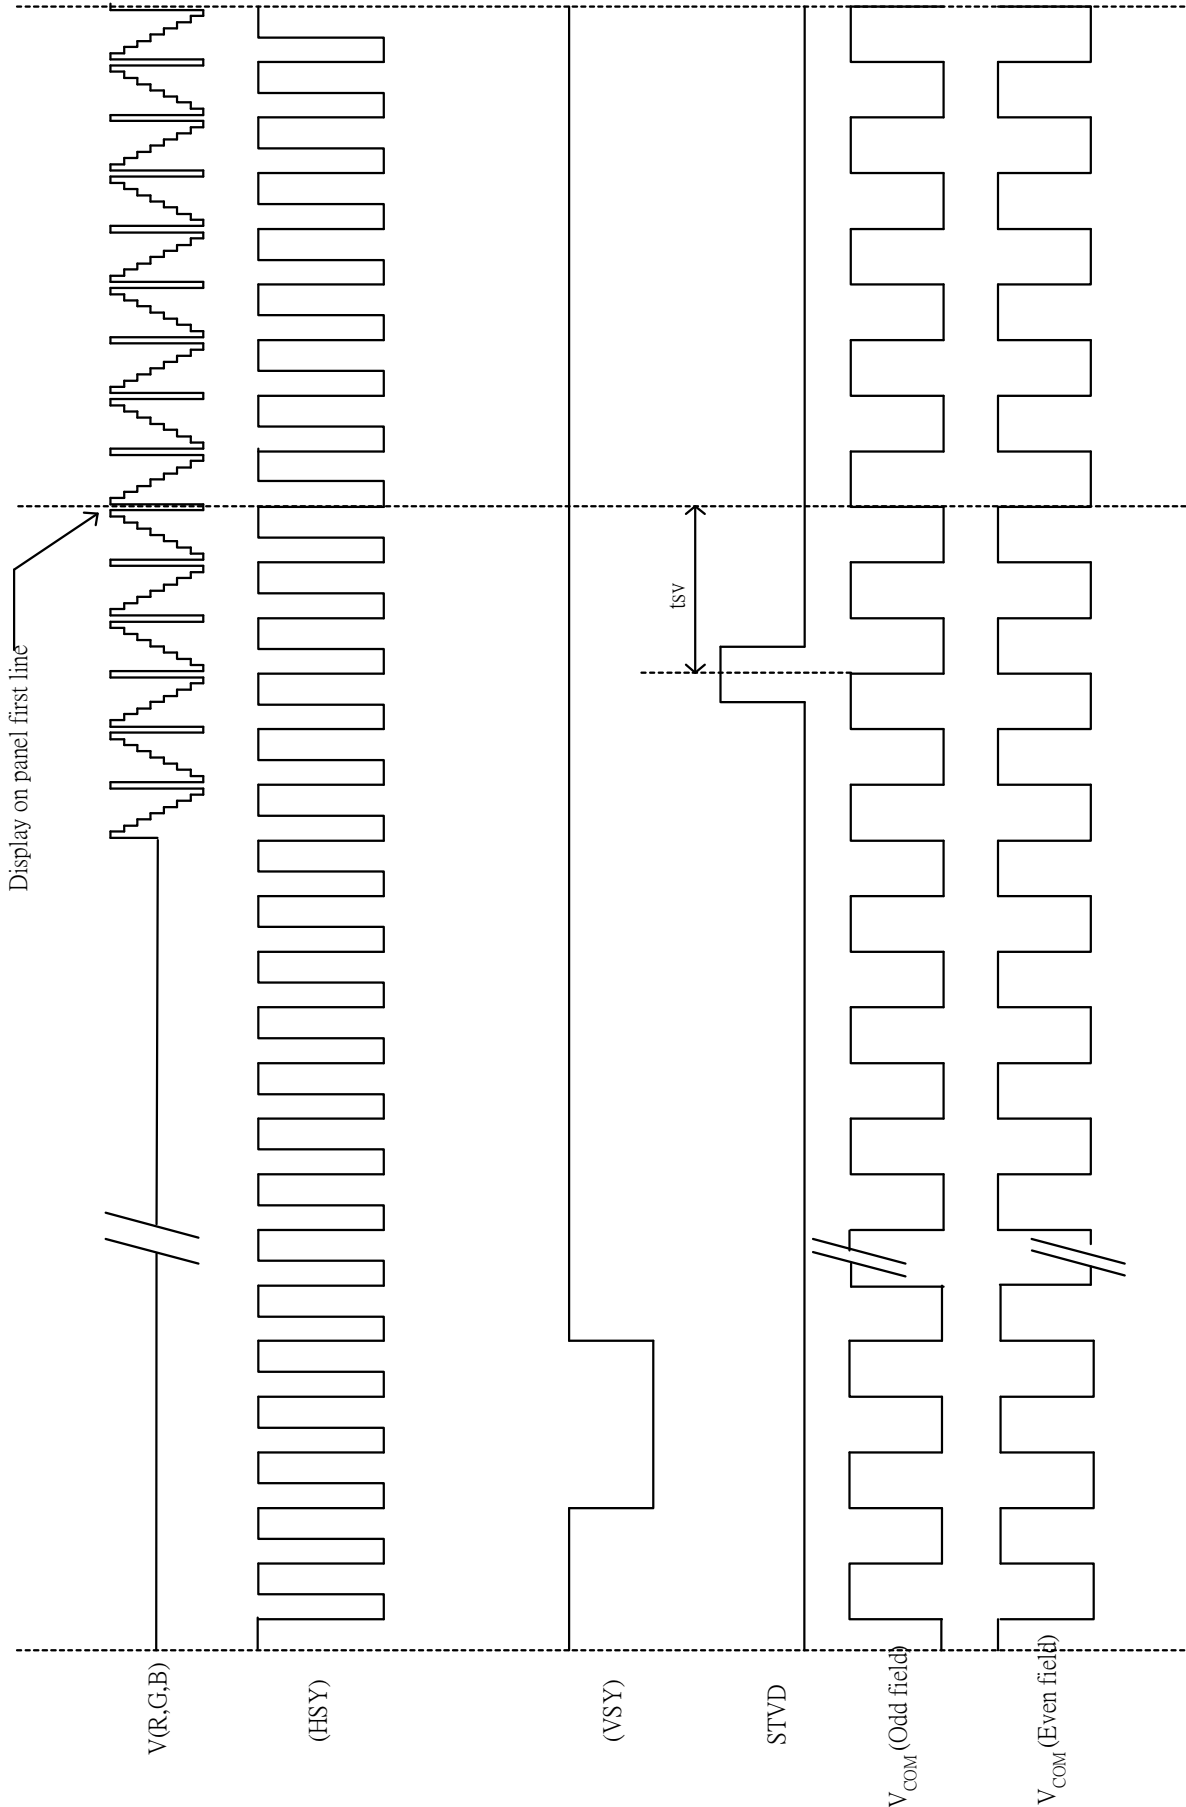 Display on panel first line
V(R,G,B)
(HSY)
(VSY)
tsv
STVD
VCOM (Odd field)
VCOM (Even field)